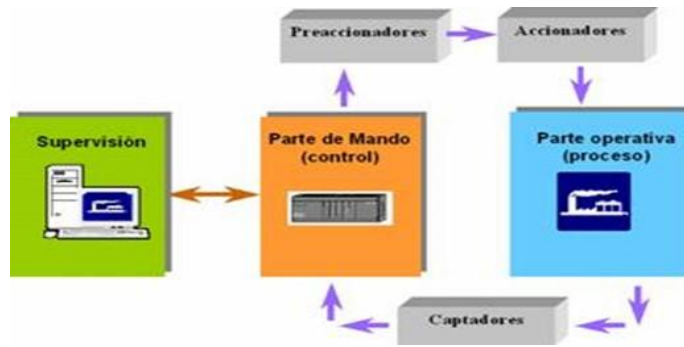 Preaccionadores
Accionadores
Supervisión
Parte de Mando
(control)
Parte operativa
(proceso)
Captadores